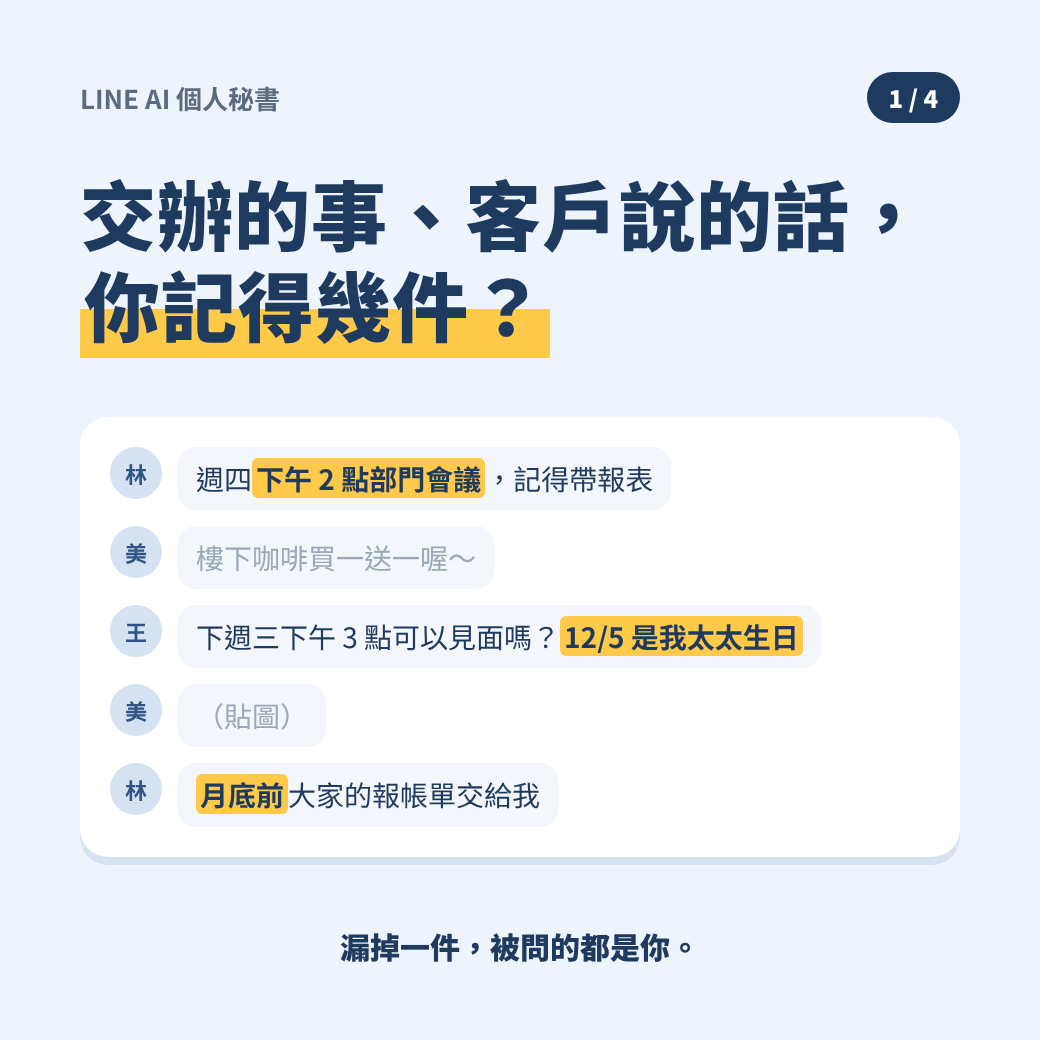 LINE AI 個人秘書
1 / 4
交辦的事、客戶說的話，
你記得幾件？
林
週四下午 2 點部門會議，記得帶報表
美
樓下咖啡買一送一喔～
王
下週三下午 3 點可以見面嗎？12/5 是我太太生日
美
（貼圖）
林
月底前大家的報帳單交給我
漏掉一件，被問的都是你。